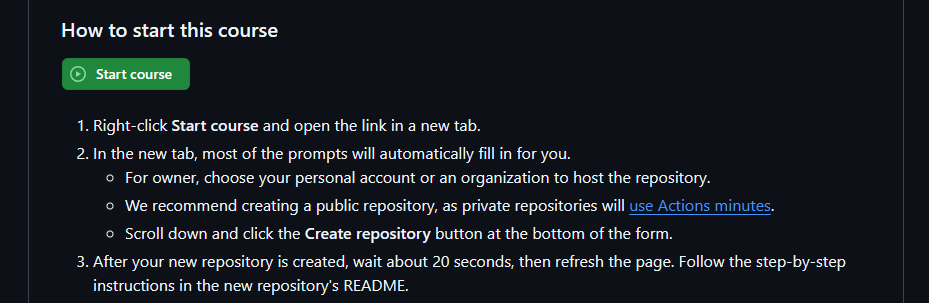 How to start this course
Start course
1. Right-click Start course and open the link in a new tab.
2. In the new tab, most of the prompts will automatically fill in for you.
For owner, choose your personal account or an organization to host the repository.
We recommend creating a public repository, as private repositories will use Actions minutes.
Scroll down and click the Create repository button at the bottom of the form.
3. After your new repository is created, wait about 20 seconds, then refresh the page. Follow the step-by-step
instructions in the new repository's README.